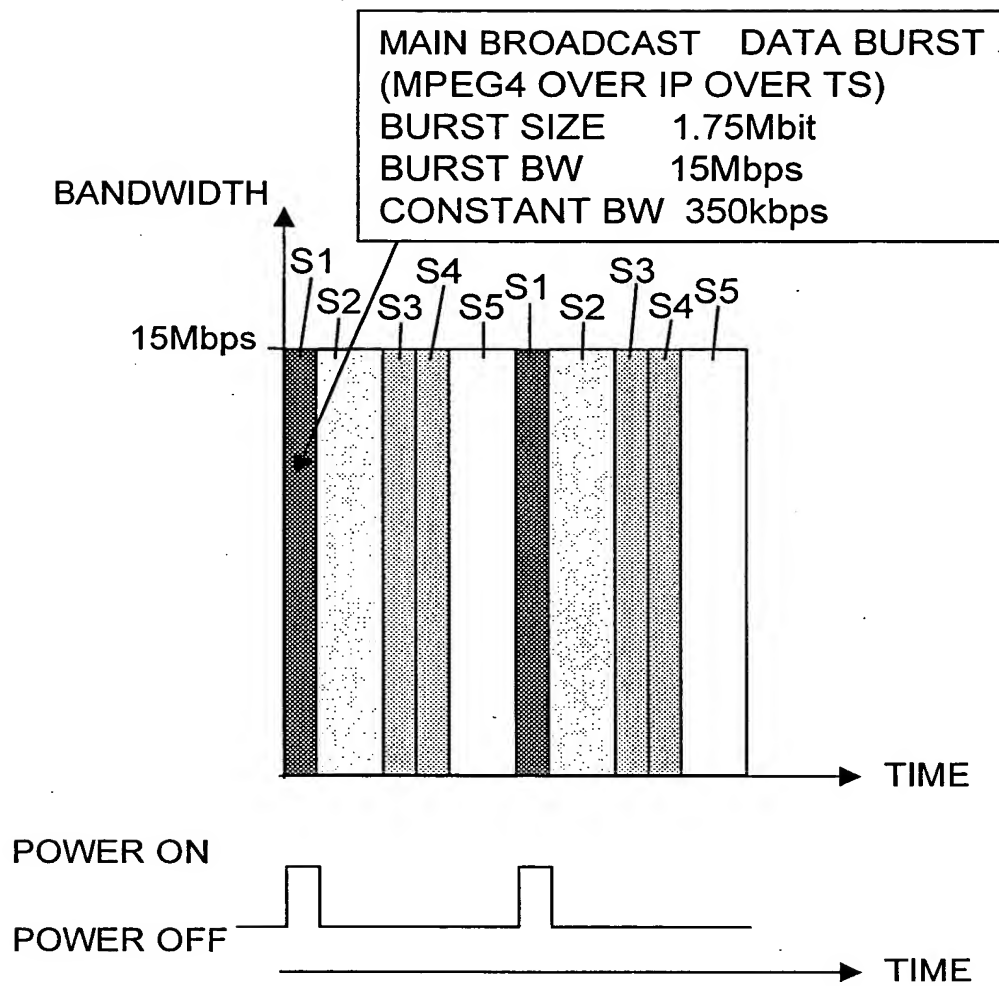 MAIN BROADCAST DATA BURST
(MPEG4 OVER IP OVER TS)
BURST SIZE 1.75Mbit
BURST BW 15Mbps
CONSTANT BW 350kbps
BANDWIDTH
S1 S2 S3 S4 S5 S1 S2 S3 S4 S5
15Mbps
TIME
POWER ON
POWER OFF
TIME